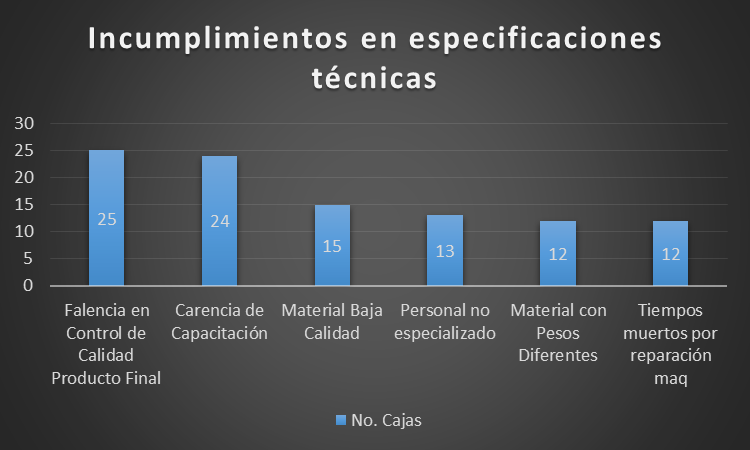 Incumplimientos en especificaciones
técnicas
30
25
20
15
10
5
0
25
24
15
13
12
12
Falencia en
Control de
Calidad
Producto Final
Carencia de
Capacitación
Material Baja
Calidad
Personal no
especializado
Material con
Pesos
Diferentes
Tiempos
muertos por
reparación
maq
No. Cajas